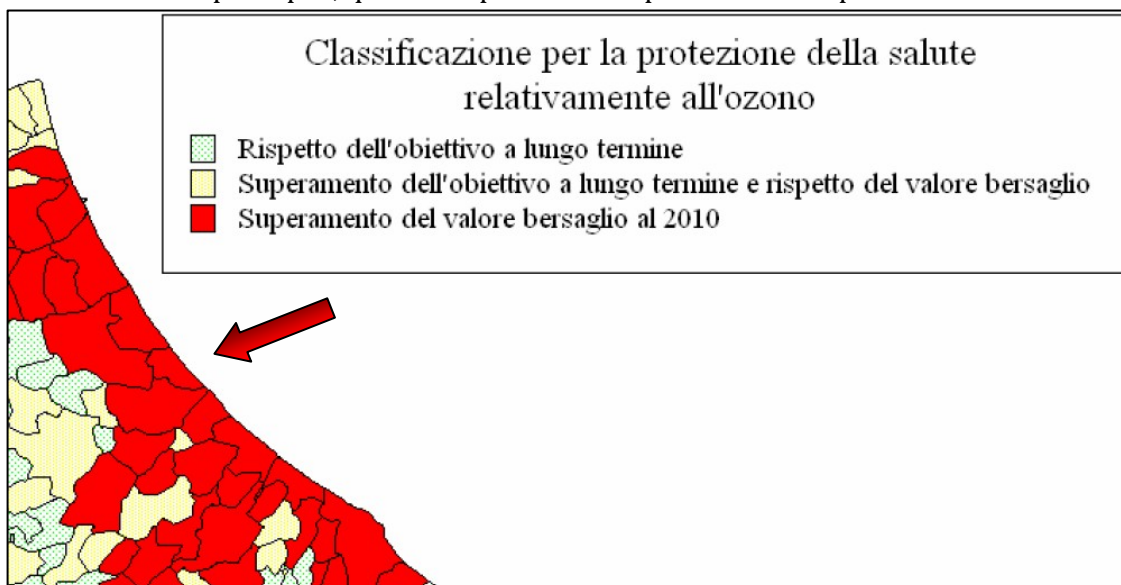 Classificazione per la protezione della salute
relativamente all'ozono
Rispetto dell'obiettivo a lungo termine
Superamento dell'obiettivo a lungo termine e rispetto del valore bersaglio
Superamento del valore bersaglio al 2010